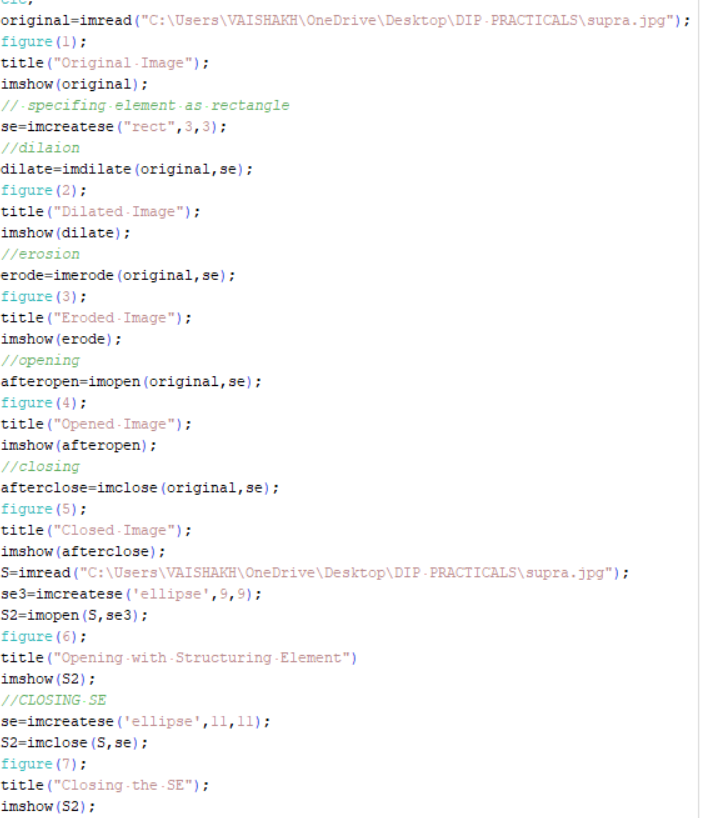 clc;
original=imread("C:\Users\VAISHAKH\OneDrive\Desktop\DIP PRACTICALS\supra.jpg");
figure(1);
title("Original Image");
imshow(original);
// specifing element as rectangle
se=imcreatese("rect",3,3);
//dilaion
dilate=imdilate(original,se);
figure(2);
title("Dilated Image");
imshow(dilate);
//erosion
erode=imerode(original,se);
figure(3);
title("Eroded Image");
imshow(erode);
//opening
afteropen=imopen(original,se);
figure(4);
title("Opened Image");
imshow(afteropen);
//closing
afterclose=imclose(original,se);
figure(5);
title("Closed Image");
imshow(afterclose);
S=imread("C:\Users\VAISHAKH\OneDrive\Desktop\DIP PRACTICALS\supra.jpg");
se3=imcreatese('ellipse',9,9);
S2=imopen(S,se3);
figure(6);
title("Opening with Structuring Element")
imshow(S2);
//CLOSING SE
se=imcreatese('ellipse',11,11);
S2=imclose(S,se);
figure(7);
title("Closing the SE");
imshow(S2);